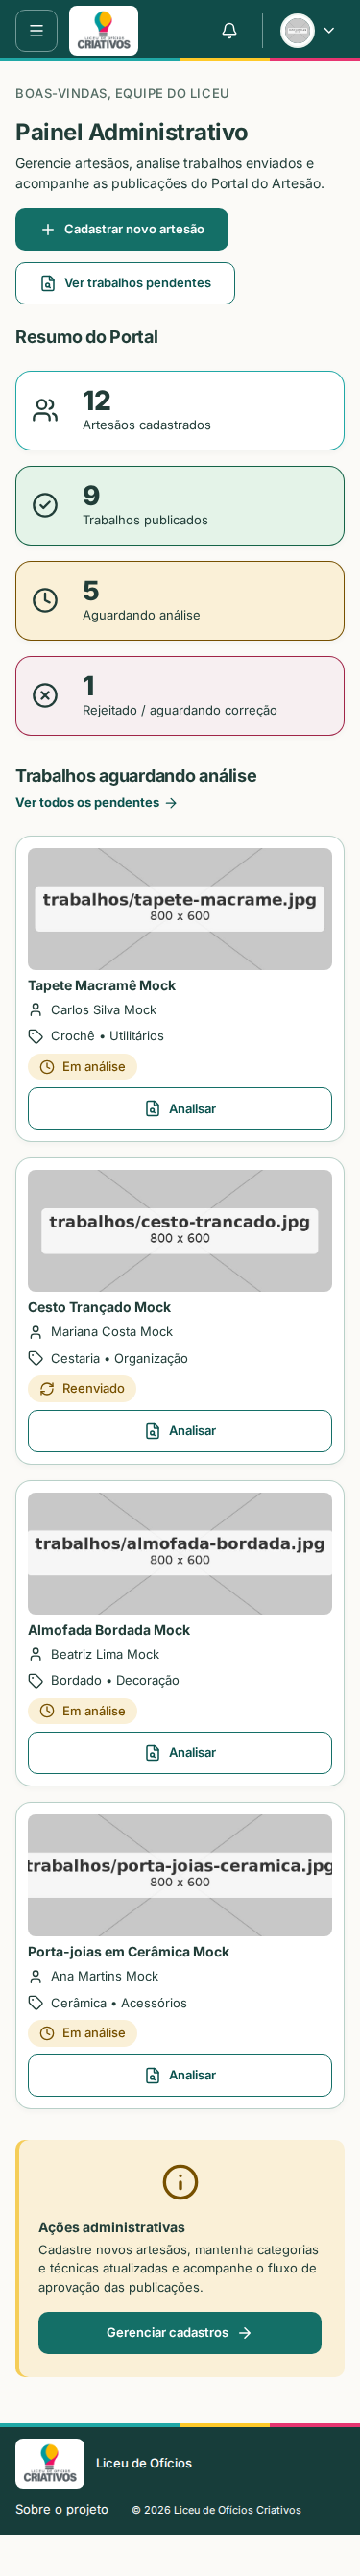 CRIATIVOS
BOAS-VINDAS, EQUIPE DO LICEU
Painel Administrativo
Gerencie artesãos, analise trabalhos enviados e
acompanhe as publicações do Portal do Artesão.
Cadastrar novo artesão
Ver trabalhos pendentes
Resumo do Portal
12
Artesãos cadastrados
9
Trabalhos publicados
5
Aguardando análise
1
Rejeitado / aguardando correção
Trabalhos aguardando análise
Ver todos os pendentes
trabalhos/tapete-macrame.jpg
800 x 600
Tapete Macramê Mock
Carlos Silva Mock
Crochê • Utilitários
Em análise
Analisar
trabalhos/cesto-trancado.jpg
800 x 600
Cesto Trançado Mock
Mariana Costa Mock
Cestaria • Organização
Reenviado
Analisar
trabalhos/almofada-bordada.jpg
800 x 600
Almofada Bordada Mock
Beatriz Lima Mock
Bordado • Decoração
Em análise
Analisar
trabalhos/porta-joias-ceramica.jpg
800 x 600
Porta-joias em Cerâmica Mock
Ana Martins Mock
Cerâmica • Acessórios
Em análise
Analisar
Ações administrativas
Cadastre novos artesãos, mantenha categorias
e técnicas atualizadas e acompanhe o fluxo de
aprovação das publicações.
Gerenciar cadastros
CRIATIVOS
Liceu de Ofícios
Sobre o projeto
© 2026 Liceu de Ofícios Criativos